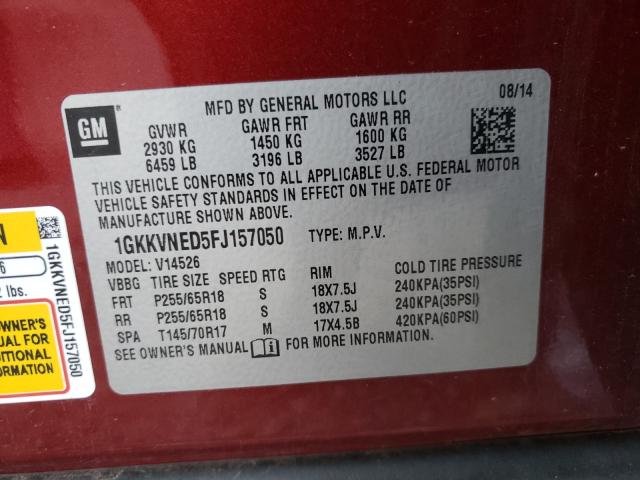 MFD BY GENERAL MOTORS LLC
08/14
GM
GVWR GAWR FRT GAWR RR
2930 KG 1450 KG 1600 KG
6459 LB 3196 LB 3527 LB
THIS VEHICLE CONFORMS TO ALL APPLICABLE U.S. FEDERAL MOTOR
VEHICLE SAFETY STANDARDS IN EFFECT ON THE DATE OF
MANUFACTURE SHOWN ABOVE.
1GKKVNED5FJ157050 TYPE: M.P.V.
MODEL: V14526
VBBG TIRE SIZE SPEED RTG RIM COLD TIRE PRESSURE
FRT P255/65R18 S 18X7.5J 240KPA(35PSI)
RR P255/65R18 S 18X7.5J 240KPA(35PSI)
SPA T145/70R17 M 17X4.5B 420KPA(60PSI)
SEE OWNER'S MANUAL FOR MORE INFORMATION.
N
6
lbs.
OWNER'S
UAL FOR
DITIONAL
RMATION
1GKKVNED5FJ157050